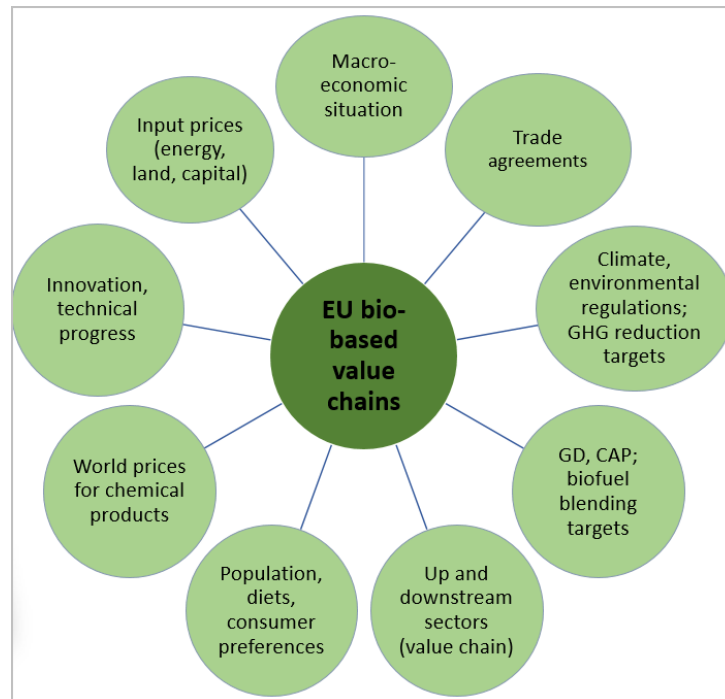 Macro-
economic
situation
Trade
agreements
Climate,
environmental
regulations;
GHG reduction
targets
GD, CAP;
biofuel
blending
targets
Up and
downstream
sectors
(value chain)
Population,
diets,
consumer
preferences
World prices
for chemical
products
Innovation,
technical
progress
Input prices
(energy,
land, capital)
EU bio-
based
value
chains